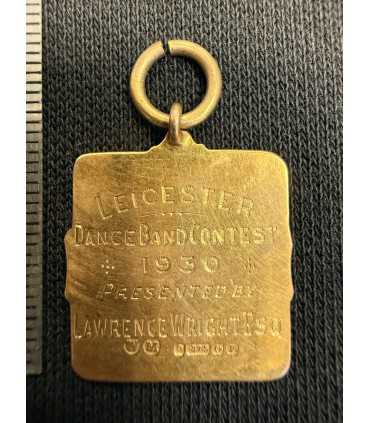 LEICESTER
DANCE BAND CONTEST
1930
PRESENTED BY
LAWRENCE WRIGHT ESQ